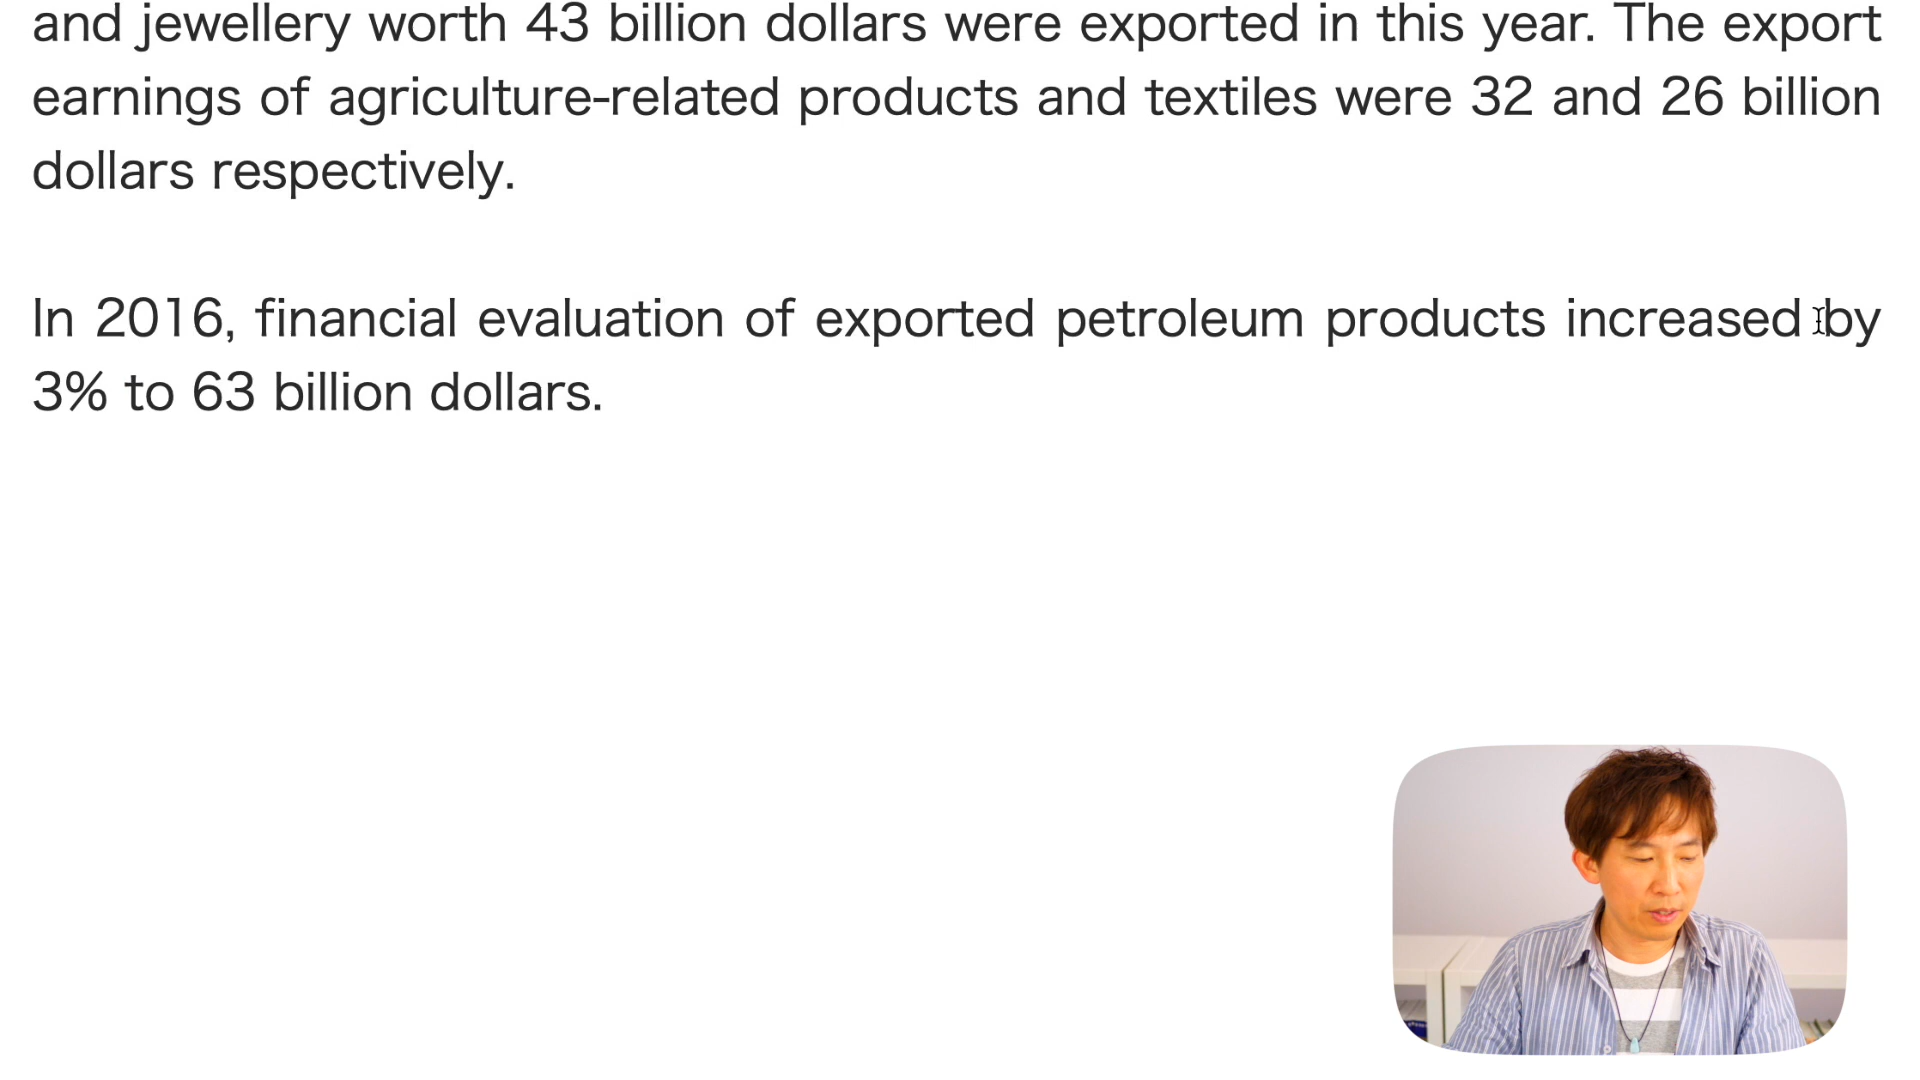 and jewellery worth 43 billion dollars were exported in this year. The export
earnings of agriculture-related products and textiles were 32 and 26 billion
dollars respectively.
In 2016, financial evaluation of exported petroleum products increased by
3% to 63 billion dollars.